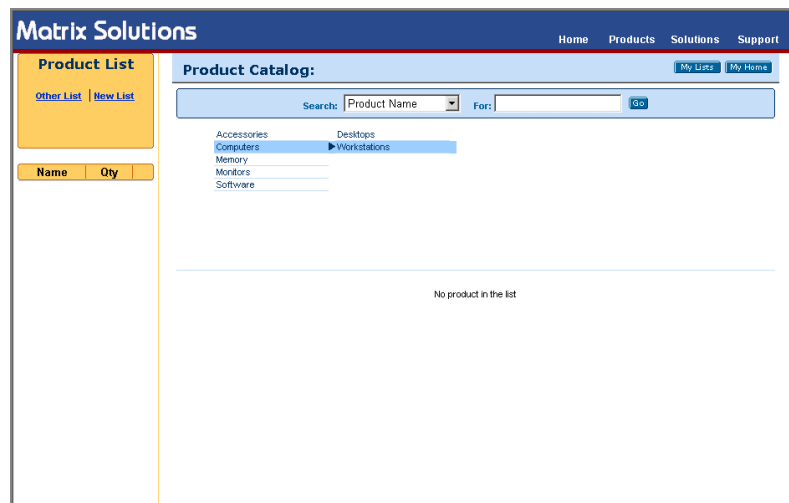 Matrix Solutions
Home Products Solutions Support
Product List
Other List | New List
Name Qty
Product Catalog:
My Lists My Home
Search: Product Name For: Go
Accessories Desktops
Computers Workstations
Memory
Monitors
Software
No product in the list